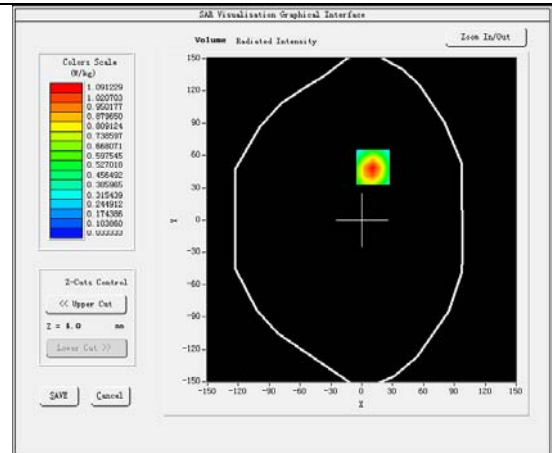 SAR Visualisation Graphical Interface
Volume Radiated Intensity
Zoom In/Out
Colors Scale
(W/kg)
1.091229
1.020703
0.950177
0.879650
0.809124
0.738597
0.668071
0.597545
0.527018
0.456492
0.385965
0.315439
0.244912
0.174386
0.103860
0.033333
150
120
90
60
30
0
-30
-60
-90
-120
-150
Y
-150 -120 -90 -60 -30 0 30 60 90 120 150
X
Z-Cuts Control
<< Upper Cut
Z = 4.0 mm
Lower Cut >>
SAVE Cancel